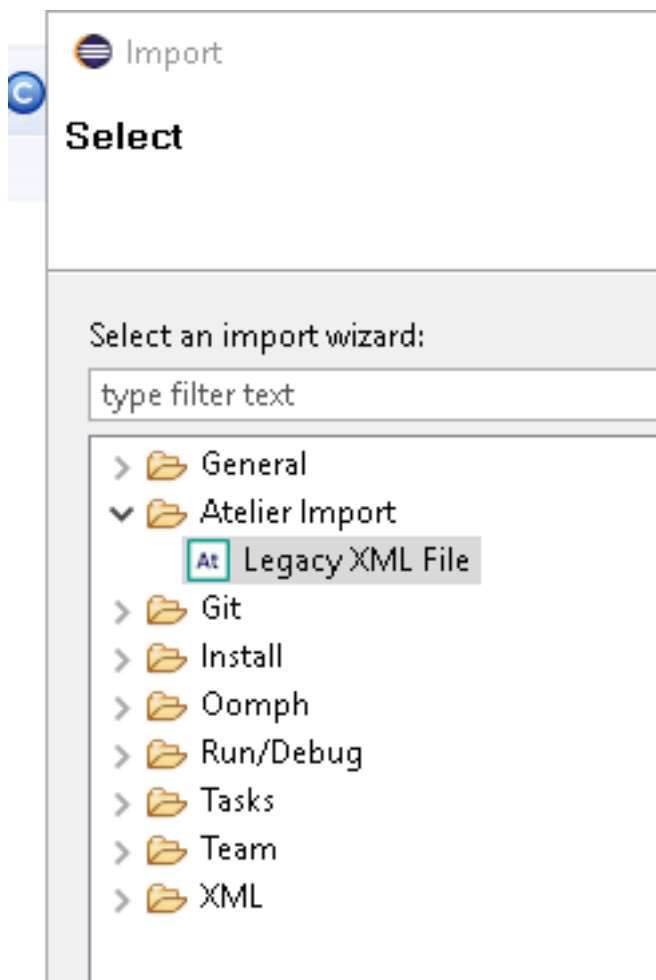 Import
C
Select
Select an import wizard:
type filter text
General
Atelier Import
At Legacy XML File
Git
Install
Oomph
Run/Debug
Tasks
Team
XML